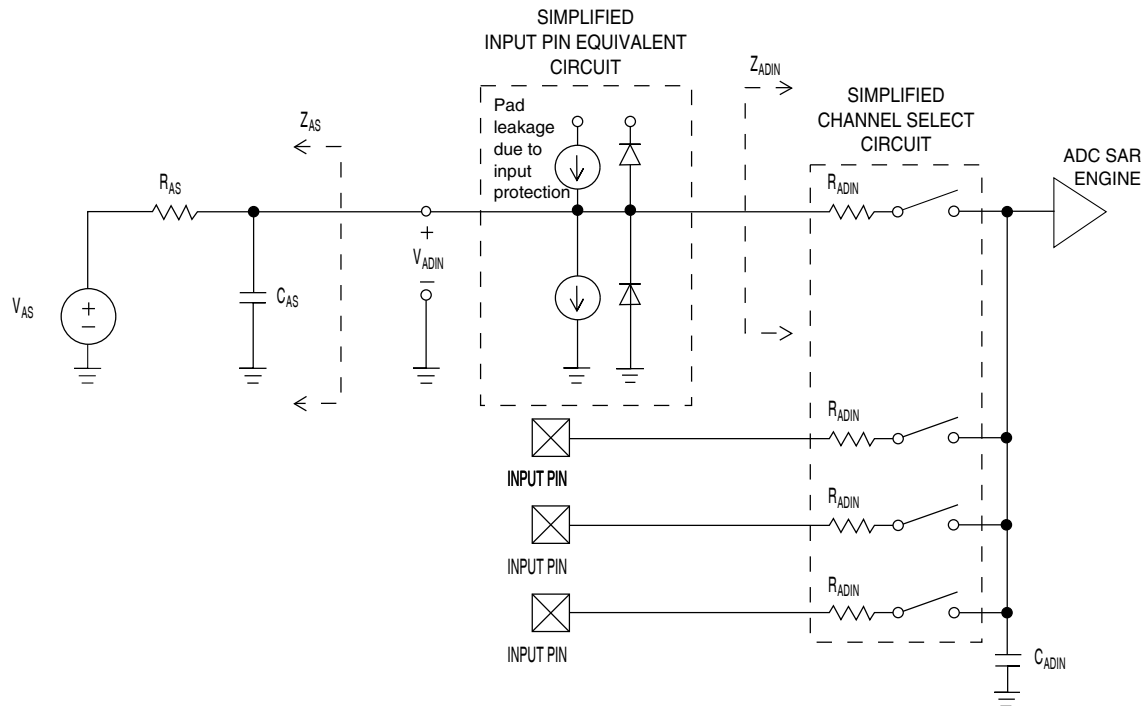 SIMPLIFIED
INPUT PIN EQUIVALENT
CIRCUIT
Pad
leakage
due to
input
protection
Z_ADIN
SIMPLIFIED
CHANNEL SELECT
CIRCUIT
ADC SAR
ENGINE
Z_AS
R_AS
R_ADIN
+
V_ADIN
–
C_AS
V_AS
+
–
R_ADIN
INPUT PIN
R_ADIN
INPUT PIN
R_ADIN
INPUT PIN
C_ADIN